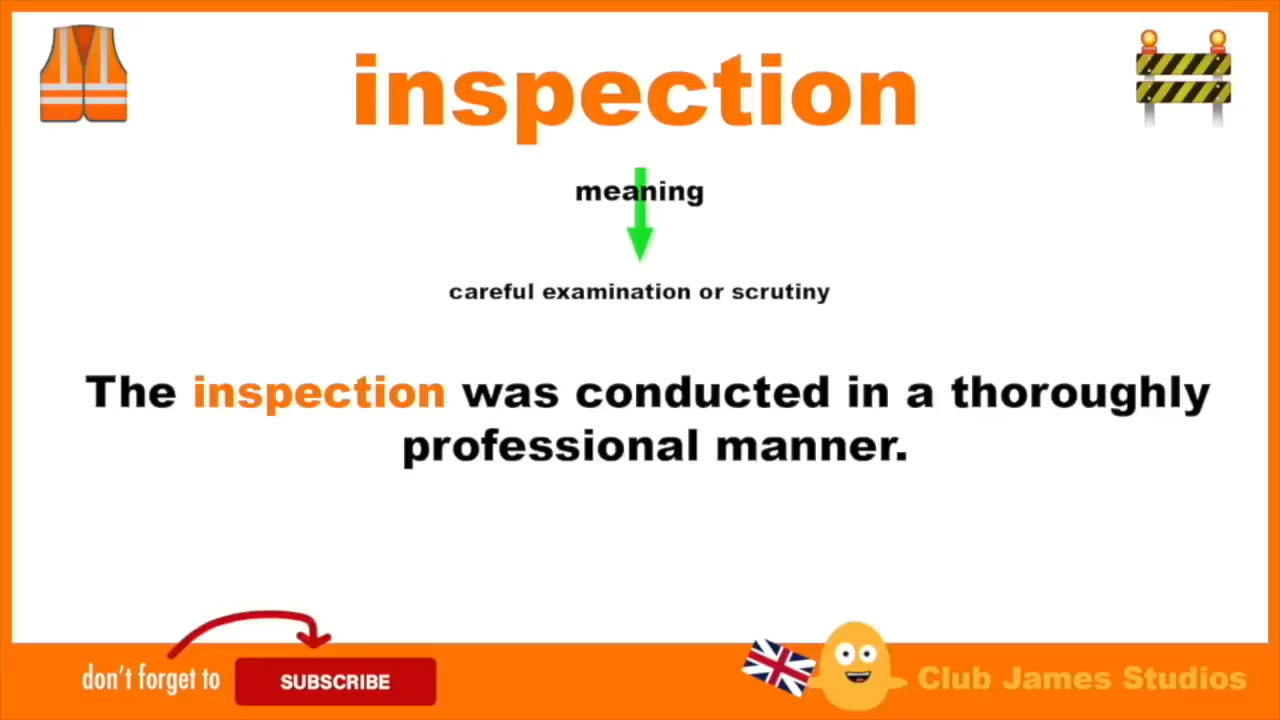 inspection
meaning
careful examination or scrutiny
The inspection was conducted in a thoroughly
professional manner.
don't forget to
SUBSCRIBE
Club James Studios